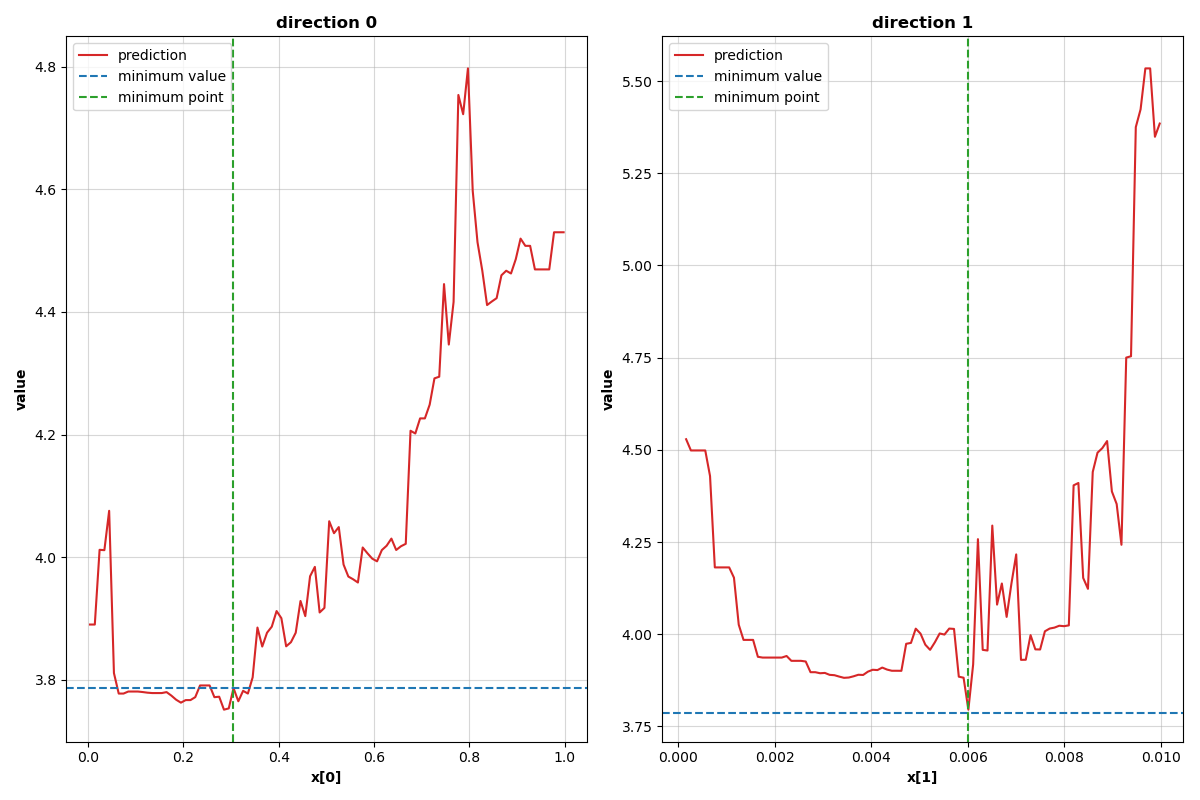 direction 0
prediction
minimum value
minimum point
4.8
4.6
4.4
4.2
4.0
3.8
value
0.0 0.2 0.4 0.6 0.8 1.0
x[0]
direction 1
prediction
minimum value
minimum point
5.50
5.25
5.00
4.75
4.50
4.25
4.00
3.75
value
0.000 0.002 0.004 0.006 0.008 0.010
x[1]